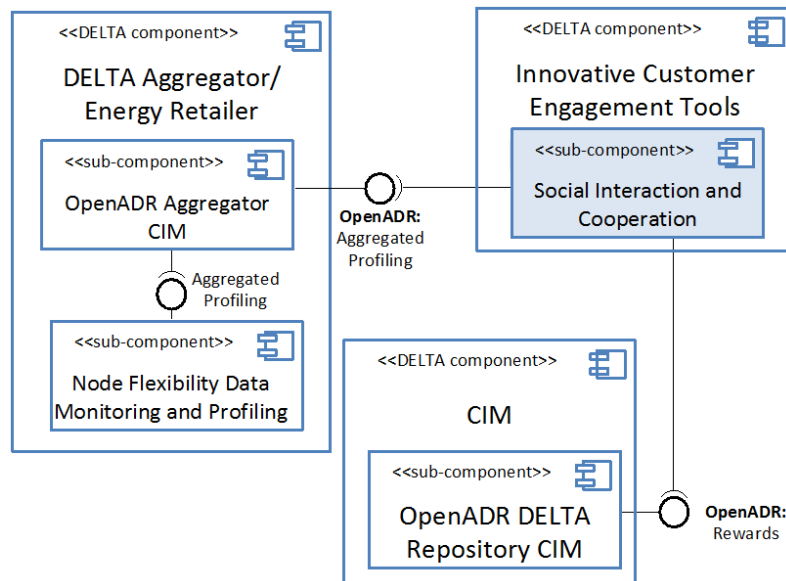 <<DELTA component>>
DELTA Aggregator/
Energy Retailer
<<sub-component>>
OpenADR Aggregator
CIM
Aggregated
Profiling
<<sub-component>>
Node Flexibility Data
Monitoring and Profiling
OpenADR:
Aggregated
Profiling
<<DELTA component>>
Innovative Customer
Engagement Tools
<<sub-component>>
Social Interaction and
Cooperation
<<DELTA component>>
CIM
<<sub-component>>
OpenADR DELTA
Repository CIM
OpenADR:
Rewards